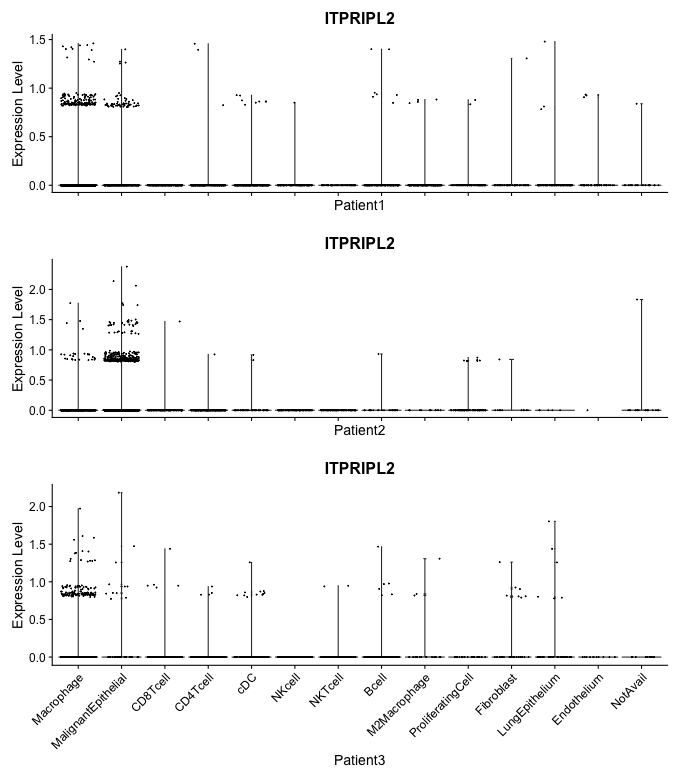 ITPRIPL2
Expression Level
1.5
1.0
0.5
0.0
Patient1
ITPRIPL2
Expression Level
2.0
1.5
1.0
0.5
0.0
Patient2
ITPRIPL2
Expression Level
2.0
1.5
1.0
0.5
0.0
Macrophage
MalignantEpithelial
CD8Tcell
CD4Tcell
cDC
NKcell
NKTcell
Bcell
M2Macrophage
ProliferatingCell
Fibroblast
LungEpithelium
Endothelium
NotAvail
Patient3